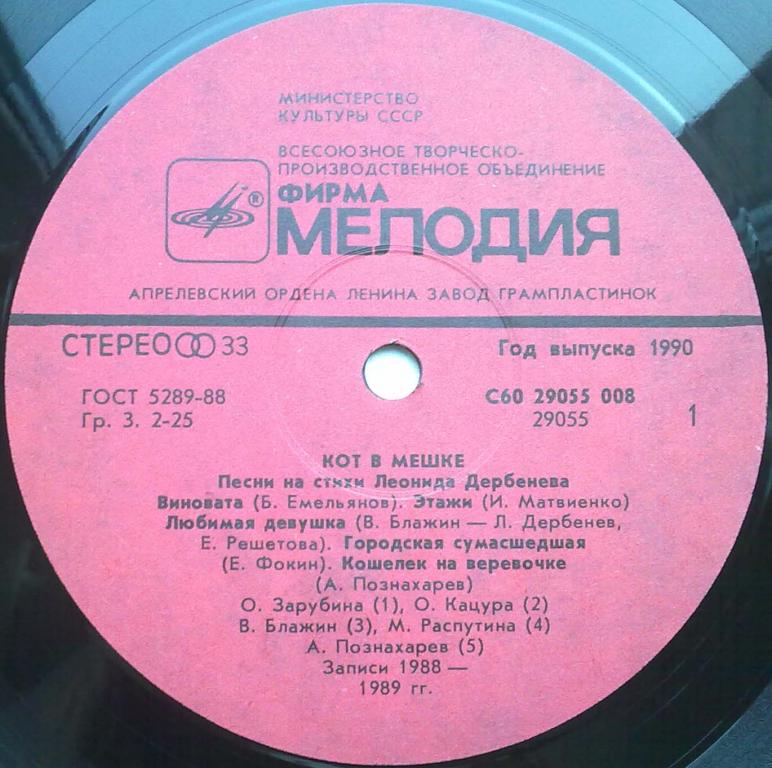 МИНИСТЕРСТВО
КУЛЬТУРЫ СССР
ВСЕСОЮЗНОЕ ТВОРЧЕСКО-
ПРОИЗВОДСТВЕННОЕ ОБЪЕДИНЕНИЕ
ФИРМА
®
МЕЛОДИЯ
АПРЕЛЕВСКИЙ ОРДЕНА ЛЕНИНА ЗАВОД ГРАМПЛАСТИНОК
СТЕРЕО 33
Год выпуска 1990
ГОСТ 5289-88
С60 29055 008
Гр. 3. 2-25
29055
1
КОТ В МЕШКЕ
Песни на стихи Леонида Дербенева
Виновата (Б. Емельянов). Этажи (И. Матвиенко)
Любимая девушка (В. Блажин — Л. Дербенев,
Е. Решетова). Городская сумасшедшая
(Е. Фокин). Кошелек на веревочке
(А. Познахарев)
О. Зарубина (1), О. Кацура (2)
В. Блажин (3), М. Распутина (4)
А. Познахарев (5)
Записи 1988 —
1989 гг.